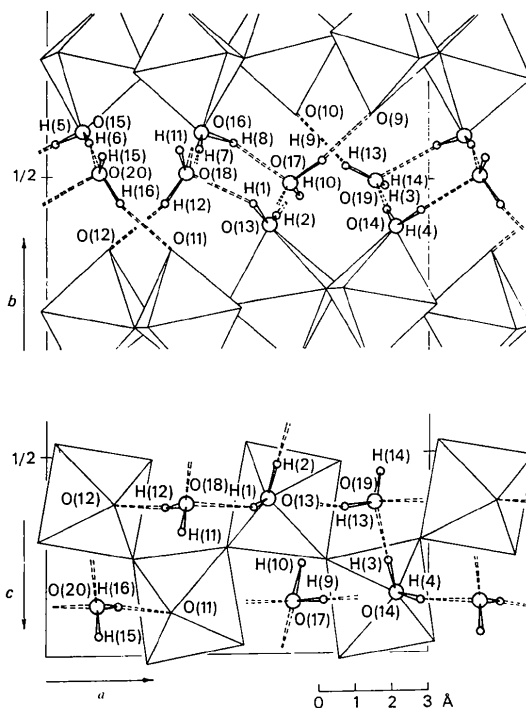 O(10)
O(9)
O(16)
H(5)
O(15)
H(6)
H(11)
H(8)
H(9)
H(15)
H(7)
O(17)
H(13)
1/2
O(20)
O(18)
H(10)
H(14)
H(16)
H(1)
O(19)
H(3)
H(12)
O(13)
H(2)
O(14)
H(4)
O(12)
O(11)
b
1/2
H(2)
H(14)
O(12)
H(12)
O(18)
H(1)
O(13)
O(19)
H(11)
H(13)
H(10)
H(3)
O(20)
H(16)
O(11)
H(9)
H(4)
H(15)
O(17)
O(14)
c
a
0 1 2 3 Å